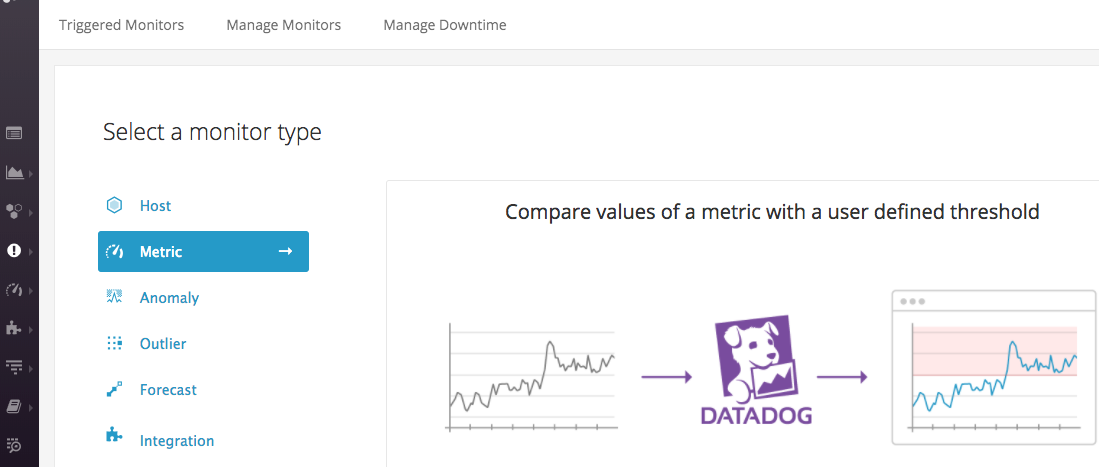 Triggered Monitors
Manage Monitors
Manage Downtime
Select a monitor type
Host
Metric
Anomaly
Outlier
Forecast
Integration
Compare values of a metric with a user defined threshold
DATADOG